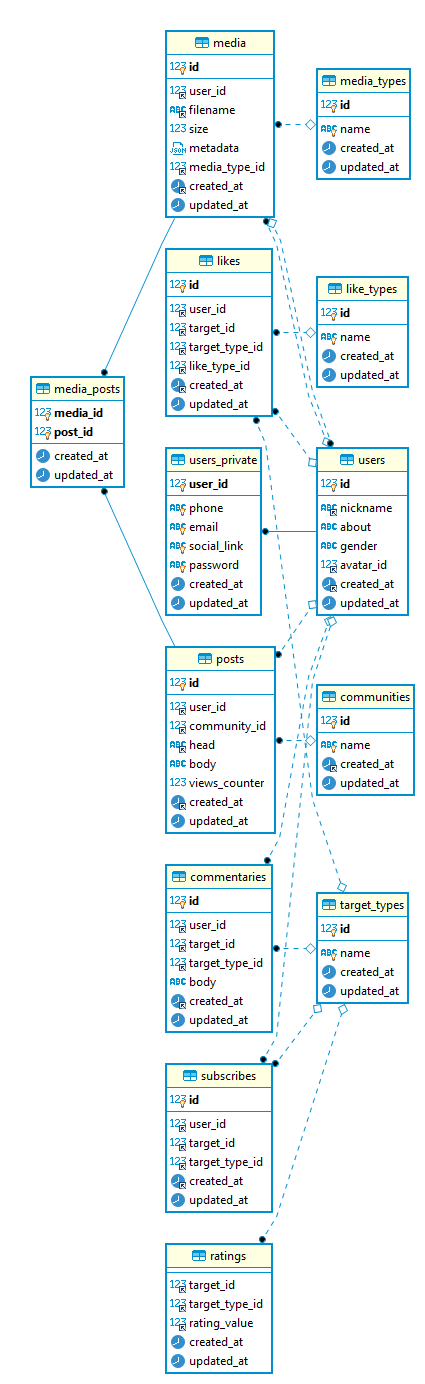 media
id
user_id
filename
size
metadata
media_type_id
created_at
updated_at
media_types
id
name
created_at
updated_at
likes
id
user_id
target_id
target_type_id
like_type_id
created_at
updated_at
like_types
id
name
created_at
updated_at
media_posts
media_id
post_id
created_at
updated_at
users_private
user_id
phone
email
social_link
password
created_at
updated_at
users
id
nickname
about
gender
avatar_id
created_at
updated_at
posts
id
user_id
community_id
head
body
views_counter
created_at
updated_at
communities
id
name
created_at
updated_at
commentaries
id
user_id
target_id
target_type_id
body
created_at
updated_at
target_types
id
name
created_at
updated_at
subscribes
id
user_id
target_id
target_type_id
created_at
updated_at
ratings
target_id
target_type_id
rating_value
created_at
updated_at